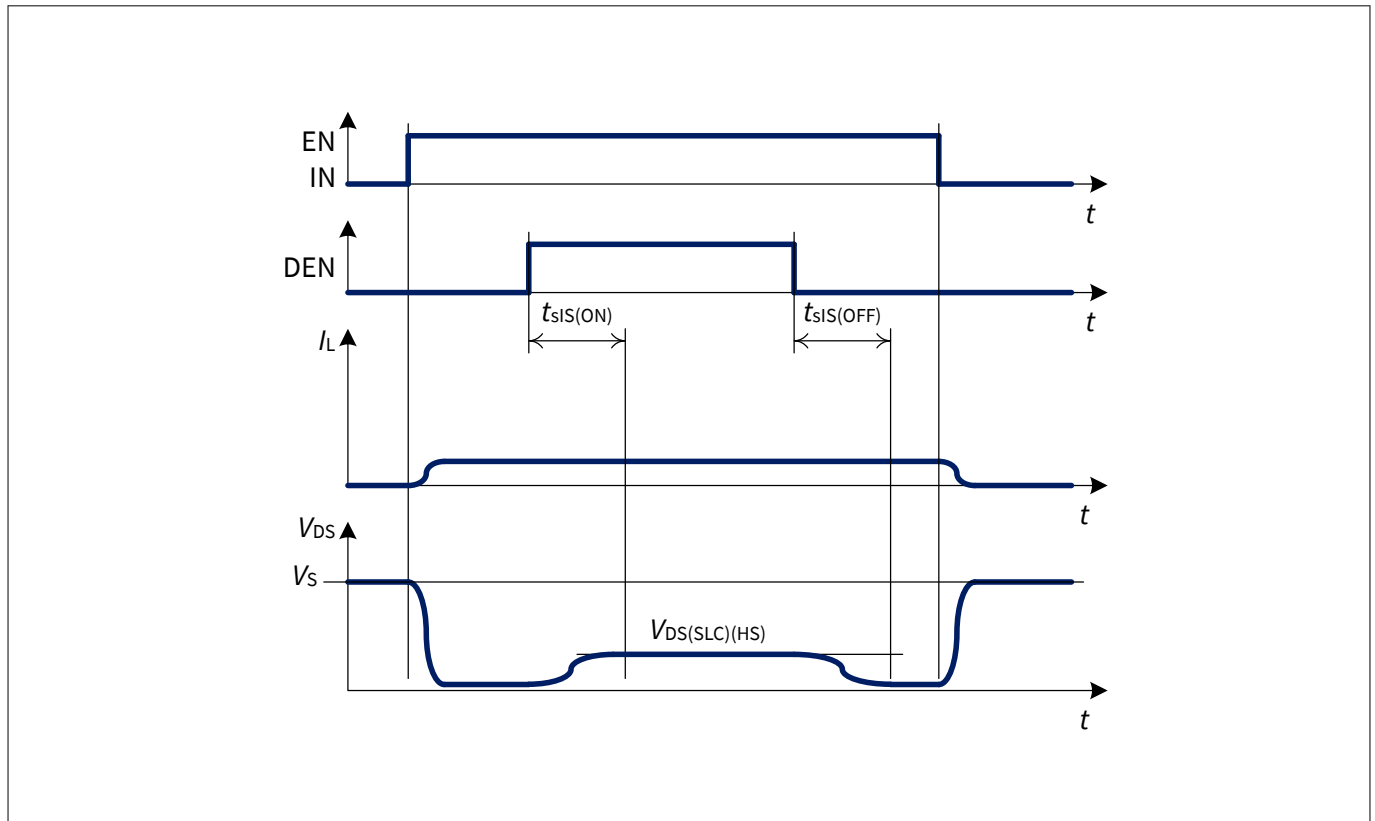 EN
IN
t
DEN
t
tsIS(ON) tsIS(OFF)
IL
t
VDS
VS
VDS(SLC)(HS)
t